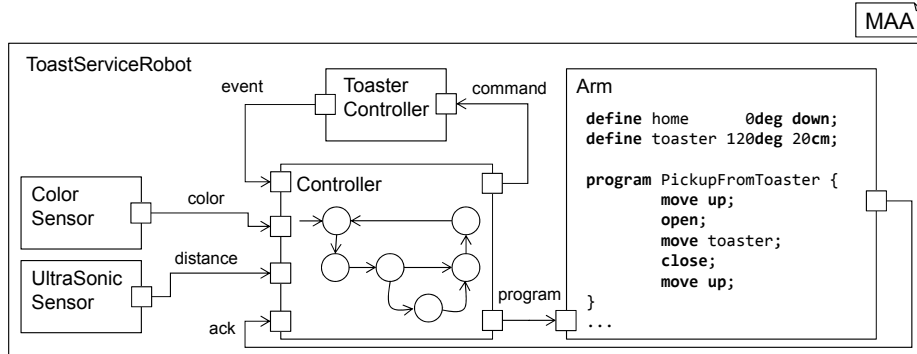 MAA
ToastServiceRobot
event
Toaster
Controller
command
Arm
define home 0deg down;
define toaster 120deg 20cm;
program PickupFromToaster {
move up;
open;
move toaster;
close;
move up;
}
...
Controller
Color
Sensor
color
UltraSonic
Sensor
distance
ack
program